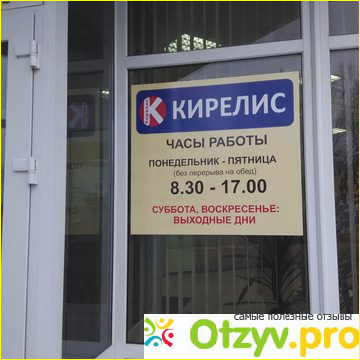 КИРЕЛИС
ЧАСЫ РАБОТЫ
ПОНЕДЕЛЬНИК - ПЯТНИЦА
(без перерыва на обед)
8.30 - 17.00
СУББОТА, ВОСКРЕСЕНЬЕ:
ВЫХОДНЫЕ ДНИ
самые полезные отзывы
Otzyv.pro